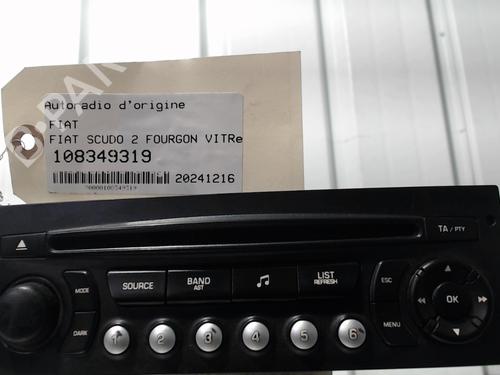 Autoradio d'origine
FIAT
FIAT SCUDO 2 FOURGON VITRe
108349319
20241216
TA / PTY
MODE
SOURCE
BAND
AST
LIST
REFRESH
ESC
OK
DARK
MENU
1 2 3 4 5 6